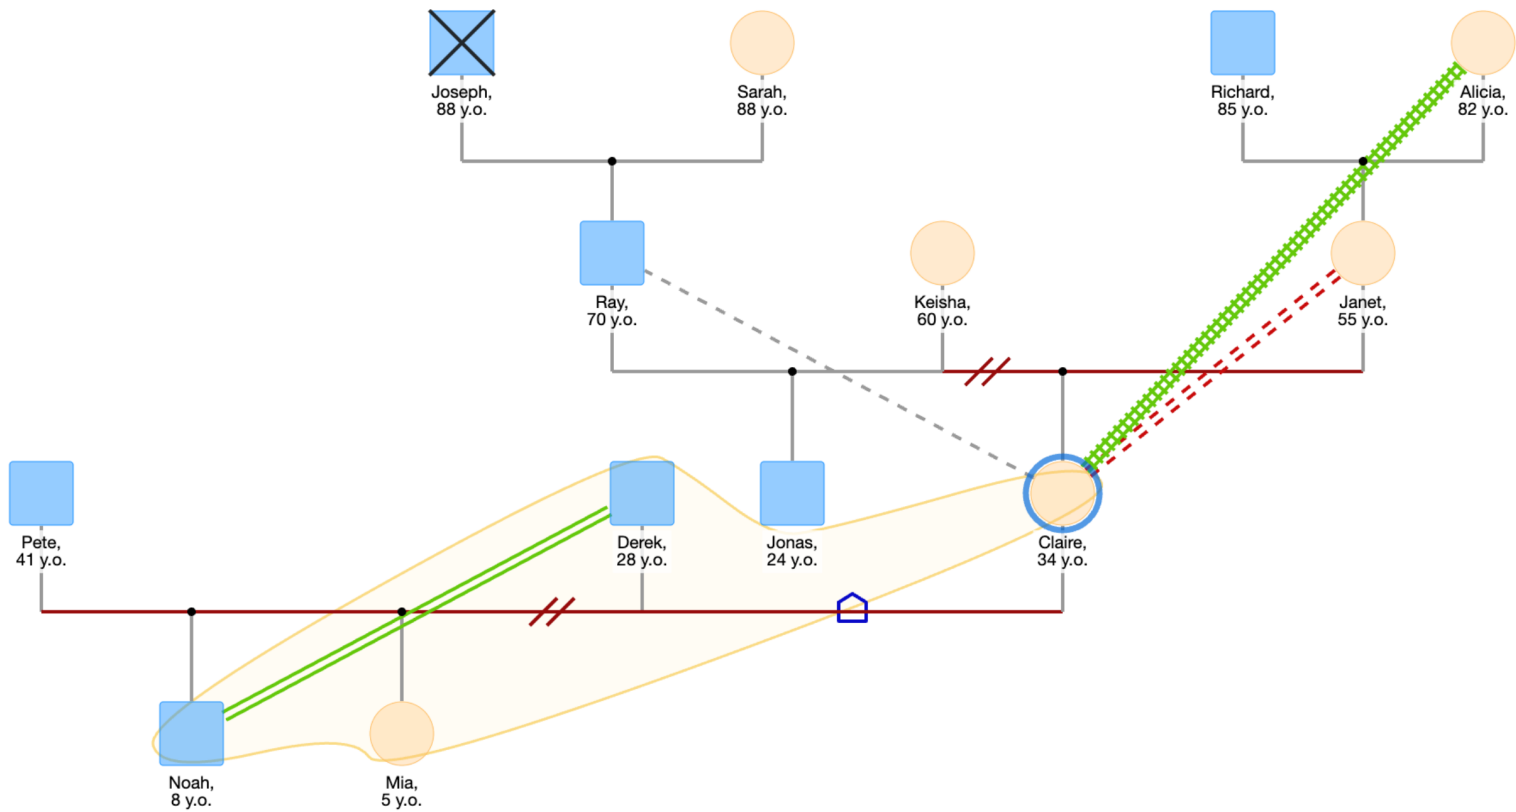 Joseph,
88 y.o.
Sarah,
88 y.o.
Richard,
85 y.o.
Alicia,
82 y.o.
Ray,
70 y.o.
Keisha,
60 y.o.
Janet,
55 y.o.
Pete,
41 y.o.
Derek,
28 y.o.
Jonas,
24 y.o.
Claire,
34 y.o.
Noah,
8 y.o.
Mia,
5 y.o.